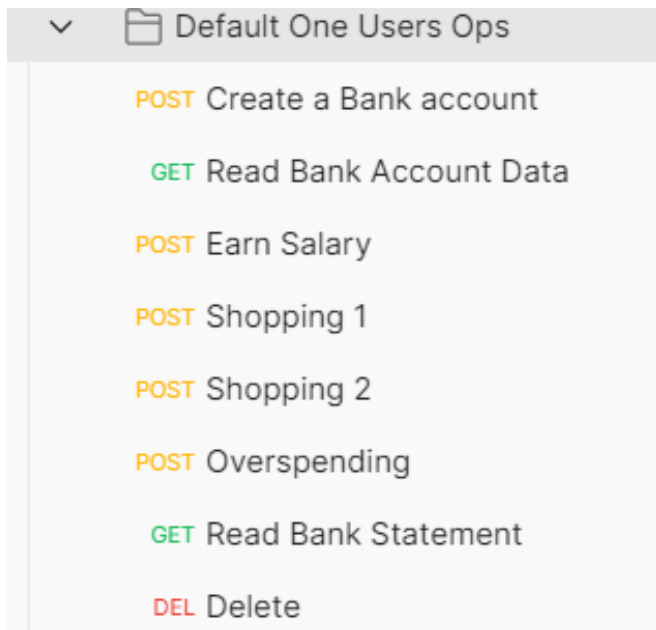 Default One Users Ops
POST Create a Bank account
GET Read Bank Account Data
POST Earn Salary
POST Shopping 1
POST Shopping 2
POST Overspending
GET Read Bank Statement
DEL Delete